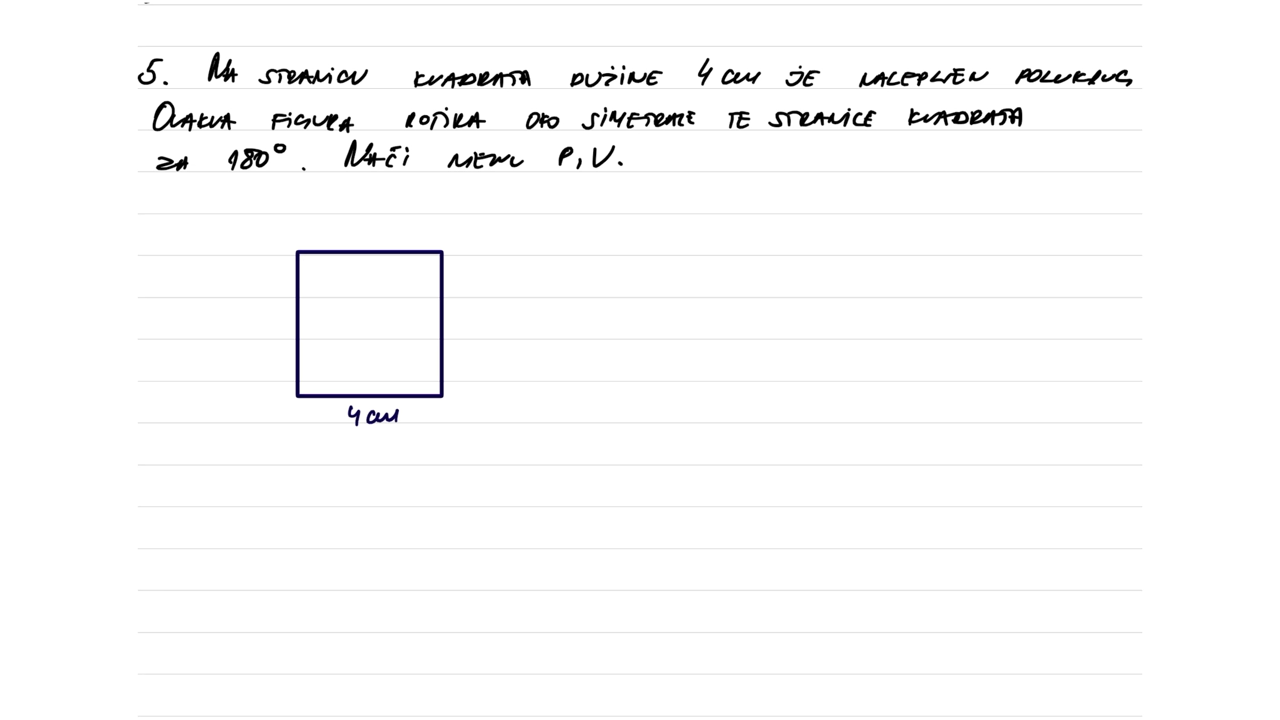 5. NA STRANICU KVADRATA DUŽINE 4 cm JE NALEPLJEN POLUKRUG,
OVAKVA FIGURA ROTIRA OKO SIMETRALE TE STRANICE KVADRATA
ZA 180°. NAĆI NJENU P, V.
4 cm